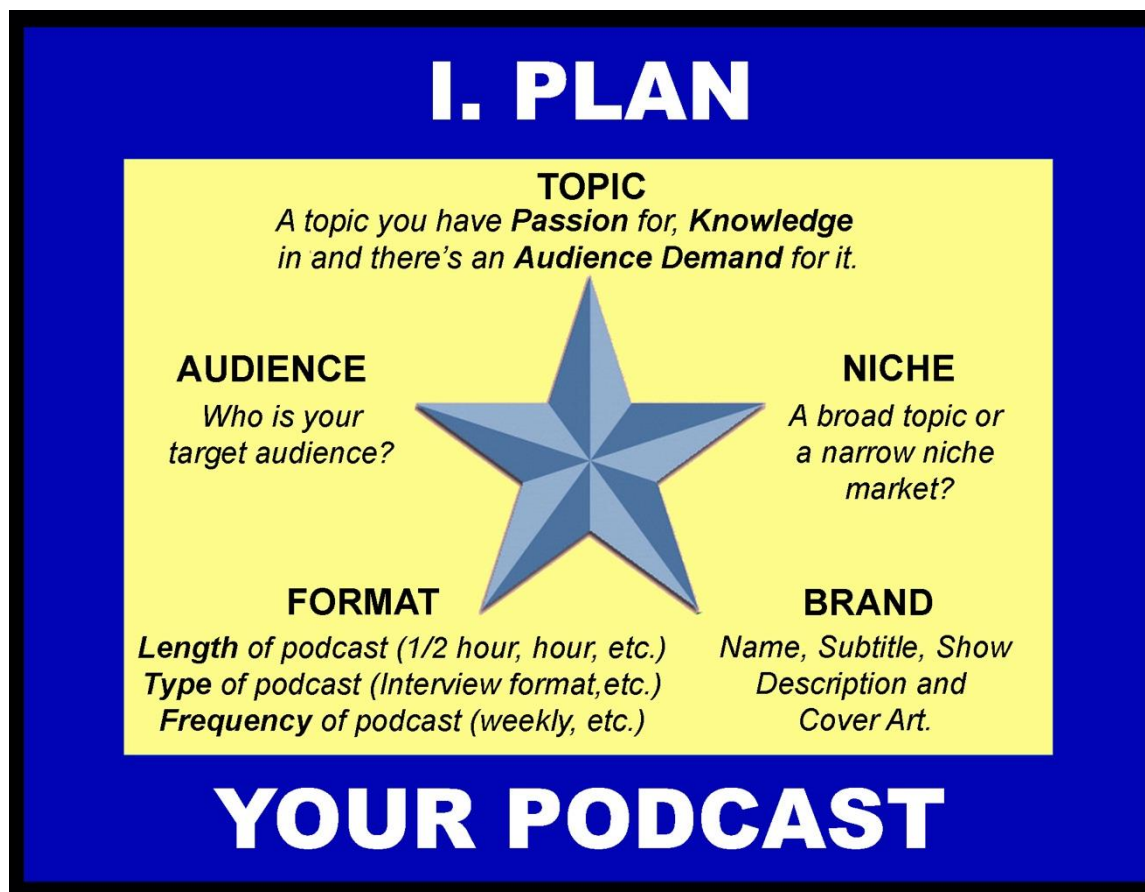 I. PLAN
TOPIC
A topic you have Passion for, Knowledge
in and there's an Audience Demand for it.
AUDIENCE
Who is your
target audience?
NICHE
A broad topic or
a narrow niche
market?
FORMAT
Length of podcast (1/2 hour, hour, etc.)
Type of podcast (Interview format,etc.)
Frequency of podcast (weekly, etc.)
BRAND
Name, Subtitle, Show
Description and
Cover Art.
YOUR PODCAST